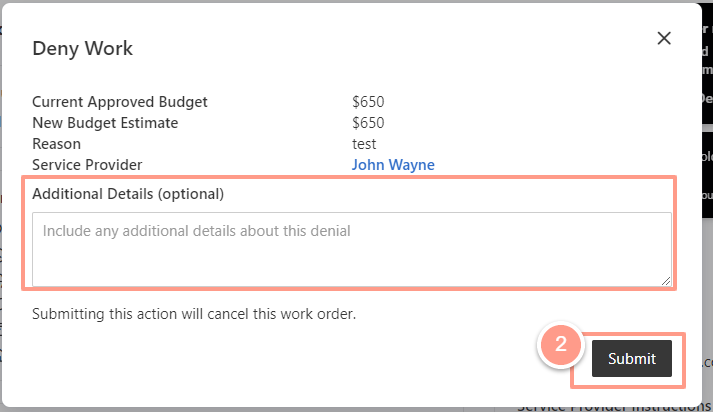 Deny Work
Current Approved Budget $650
New Budget Estimate $650
Reason test
Service Provider John Wayne
Additional Details (optional)
Include any additional details about this denial
Submitting this action will cancel this work order.
2
Submit
Service Provider Instructions